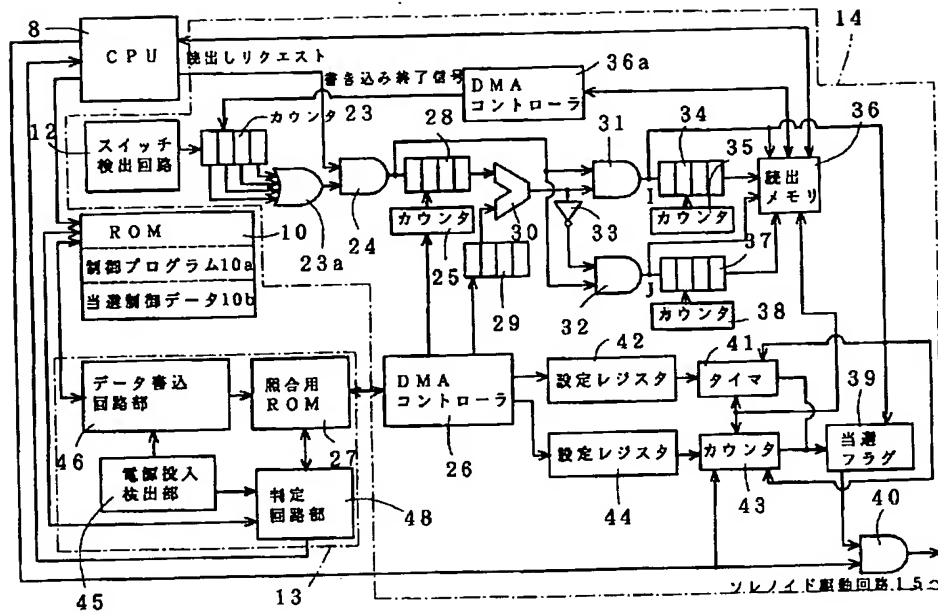 8
CPU
読出しリクエスト
書き込み終了信号
DMA
コントローラ
36a
14
12
スイッチ
検出回路
カウンタ
23
28
31
34
35
36
読出
メモリ
I
カウンタ
23a
24
カウンタ
25
30
33
29
32
J
37
カウンタ
38
ROM
10
制御プログラム10a
当選制御データ10b
データ書込
回路部
46
照合用
ROM
27
電源投入
検出部
45
判定
回路部
48
13
DMA
コントローラ
26
42
設定レジスタ
41
タイマ
39
当選
フラグ
44
設定レジスタ
カウンタ
43
40
ソレノイド駆動回路15へ